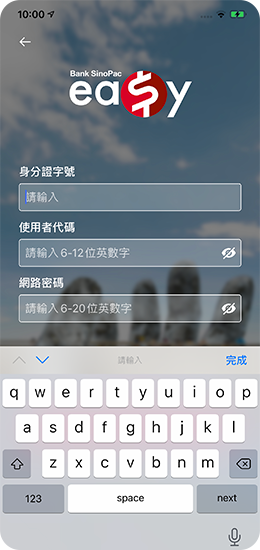 10:00
Bank SinoPac
ea$y
身分證字號
請輸入
使用者代碼
請輸入6-12位英數字
網路密碼
請輸入6-20位英數字
請輸入 完成
q w e r t y u i o p
a s d f g h j k l
z x c v b n m
123 space next